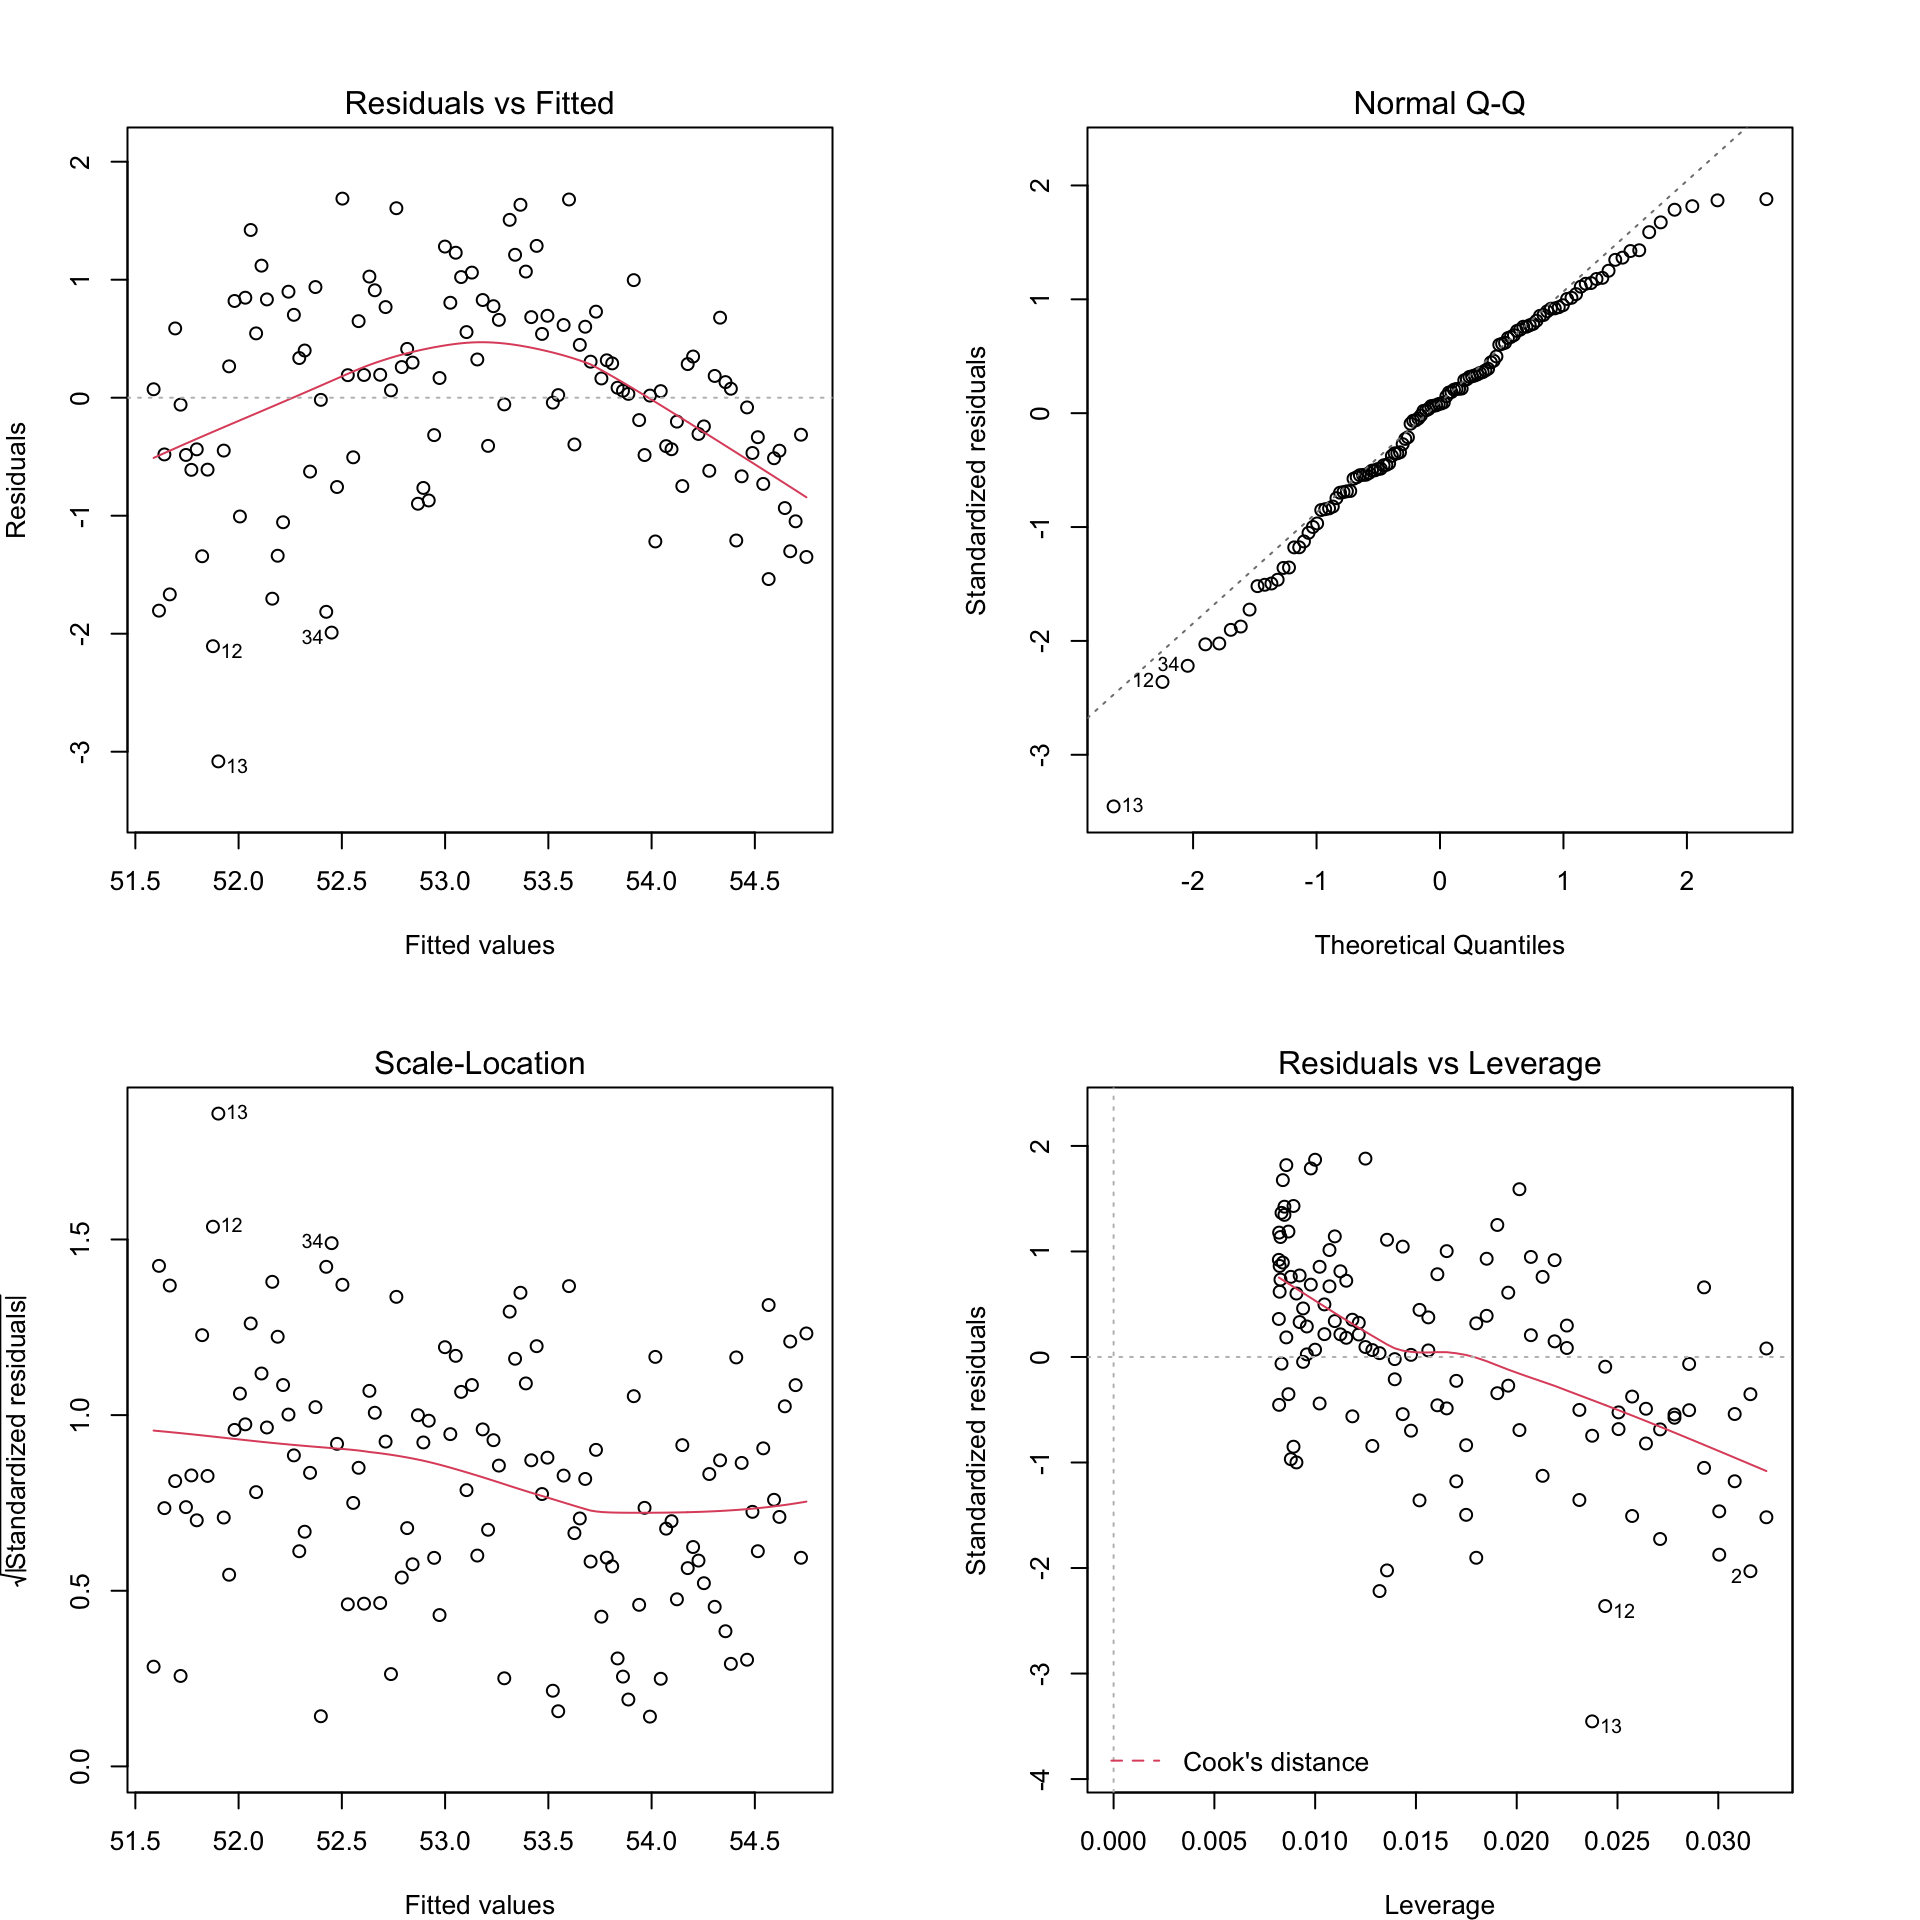 Residuals vs Fitted
Residuals
2
1
0
-1
-2
-3
34
12
13
51.5 52.0 52.5 53.0 53.5 54.0 54.5
Fitted values
Normal Q-Q
Standardized residuals
2
1
0
-1
-2
-3
34
12
13
-2 -1 0 1 2
Theoretical Quantiles
Scale-Location
√|Standardized residuals|
1.5
1.0
0.5
0.0
13
12
34
51.5 52.0 52.5 53.0 53.5 54.0 54.5
Fitted values
Residuals vs Leverage
Standardized residuals
2
1
0
-1
-2
-3
-4
2
12
13
Cook's distance
0.000 0.005 0.010 0.015 0.020 0.025 0.030
Leverage